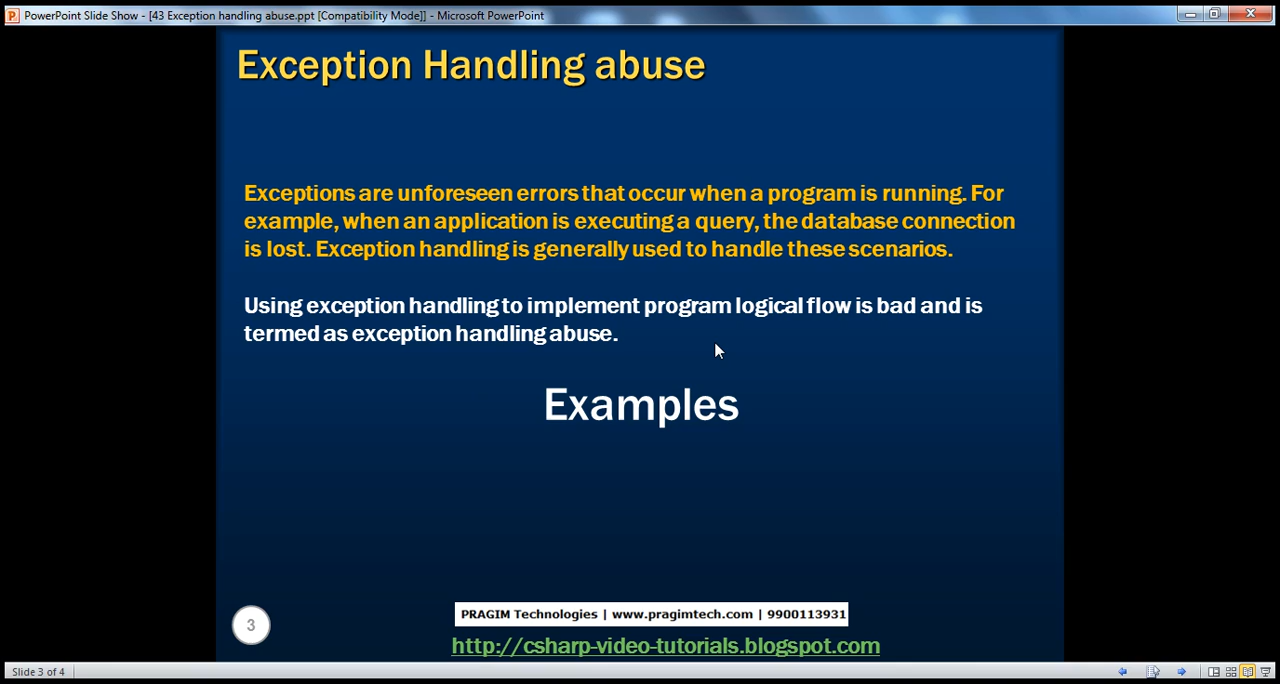 PowerPoint Slide Show - [43 Exception handling abuse.ppt [Compatibility Mode]] - Microsoft PowerPoint
Exception Handling abuse
Exceptions are unforeseen errors that occur when a program is running. For
example, when an application is executing a query, the database connection
is lost. Exception handling is generally used to handle these scenarios.
Using exception handling to implement program logical flow is bad and is
termed as exception handling abuse.
Examples
3
PRAGIM Technologies | www.pragimtech.com | 9900113931
http://csharp-video-tutorials.blogspot.com
Slide 3 of 4